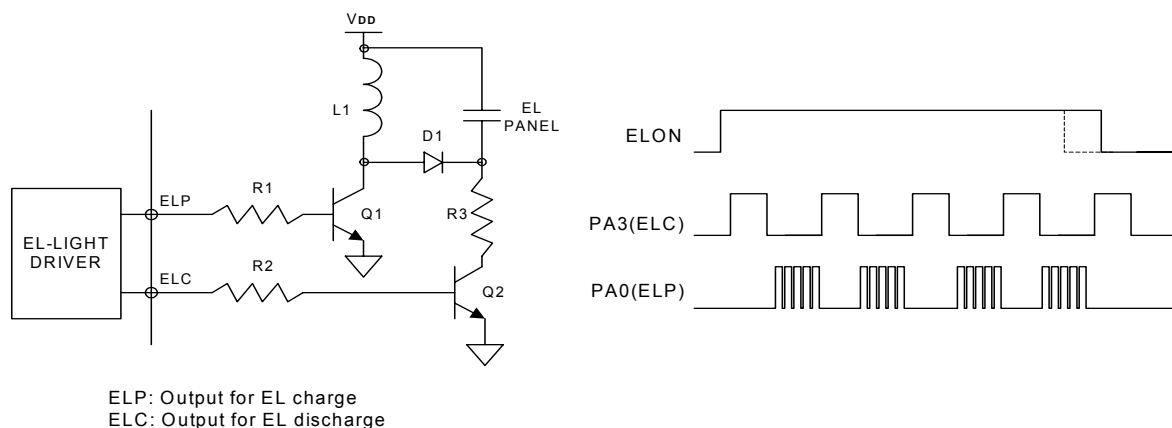 VDD
L1
EL
PANEL
D1
ELP
R1
Q1
R3
EL-LIGHT
DRIVER
ELC
R2
Q2
ELP: Output for EL charge
ELC: Output for EL discharge
ELON
PA3(ELC)
PA0(ELP)